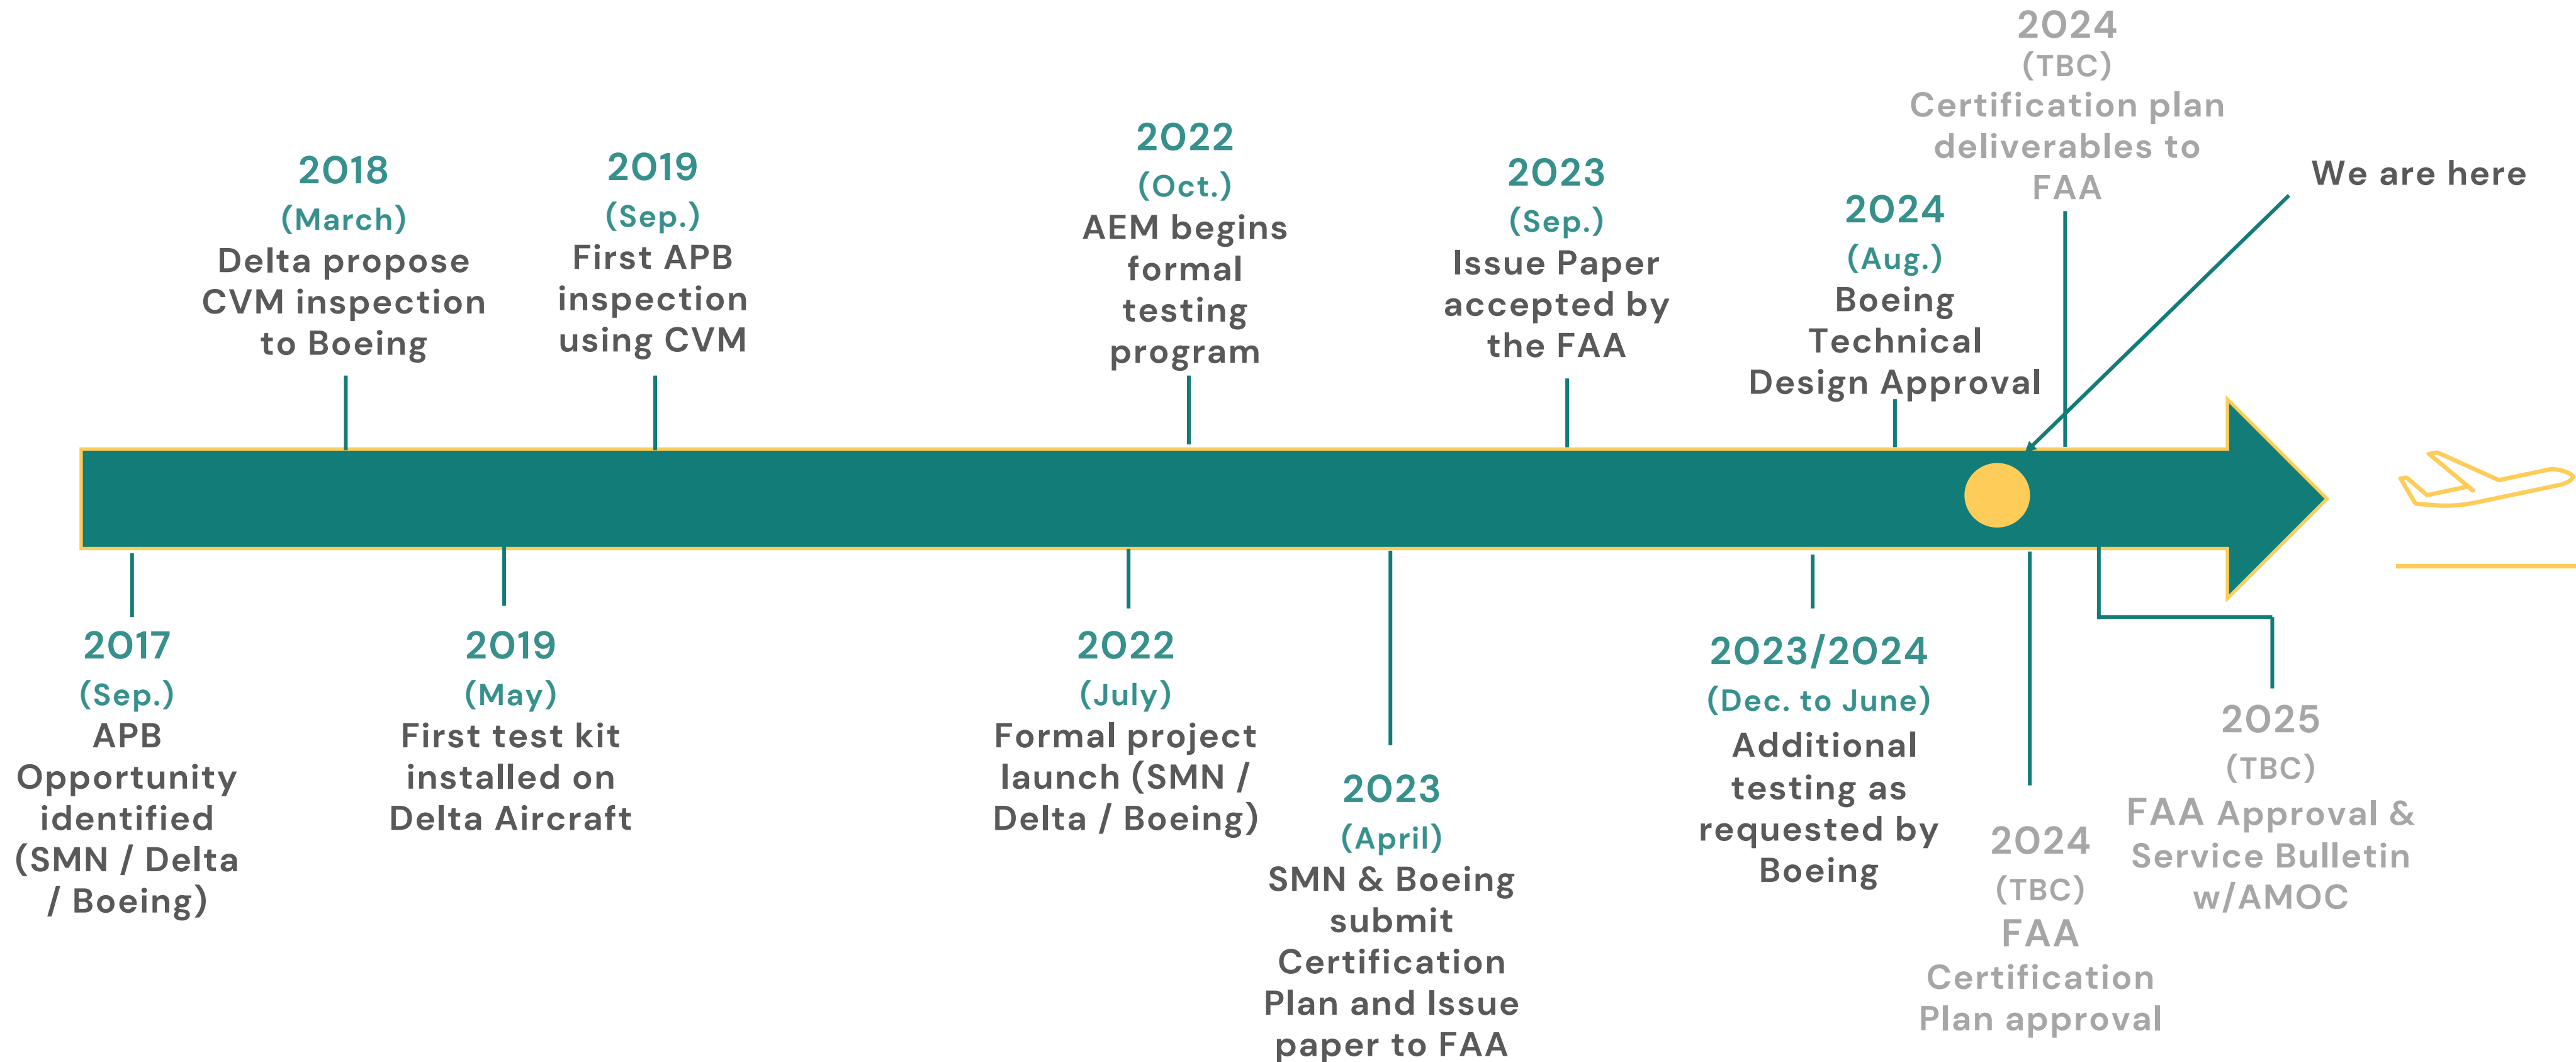 2018
(March)
Delta propose
CVM inspection
to Boeing
2019
(Sep.)
First APB
inspection
using CVM
2022
(Oct.)
AEM begins
formal
testing
program
2023
(Sep.)
Issue Paper
accepted by
the FAA
2024
(Aug.)
Boeing
Technical
Design Approval
2024
(TBC)
Certification plan
deliverables to
FAA
We are here
2017
(Sep.)
APB
Opportunity
identified
(SMN / Delta
/ Boeing)
2019
(May)
First test kit
installed on
Delta Aircraft
2022
(July)
Formal project
launch (SMN /
Delta / Boeing)
2023
(April)
SMN & Boeing
submit
Certification
Plan and Issue
paper to FAA
2023/2024
(Dec. to June)
Additional
testing as
requested by
Boeing
2024
(TBC)
FAA
Certification
Plan approval
2025
(TBC)
FAA Approval &
Service Bulletin
w/AMOC